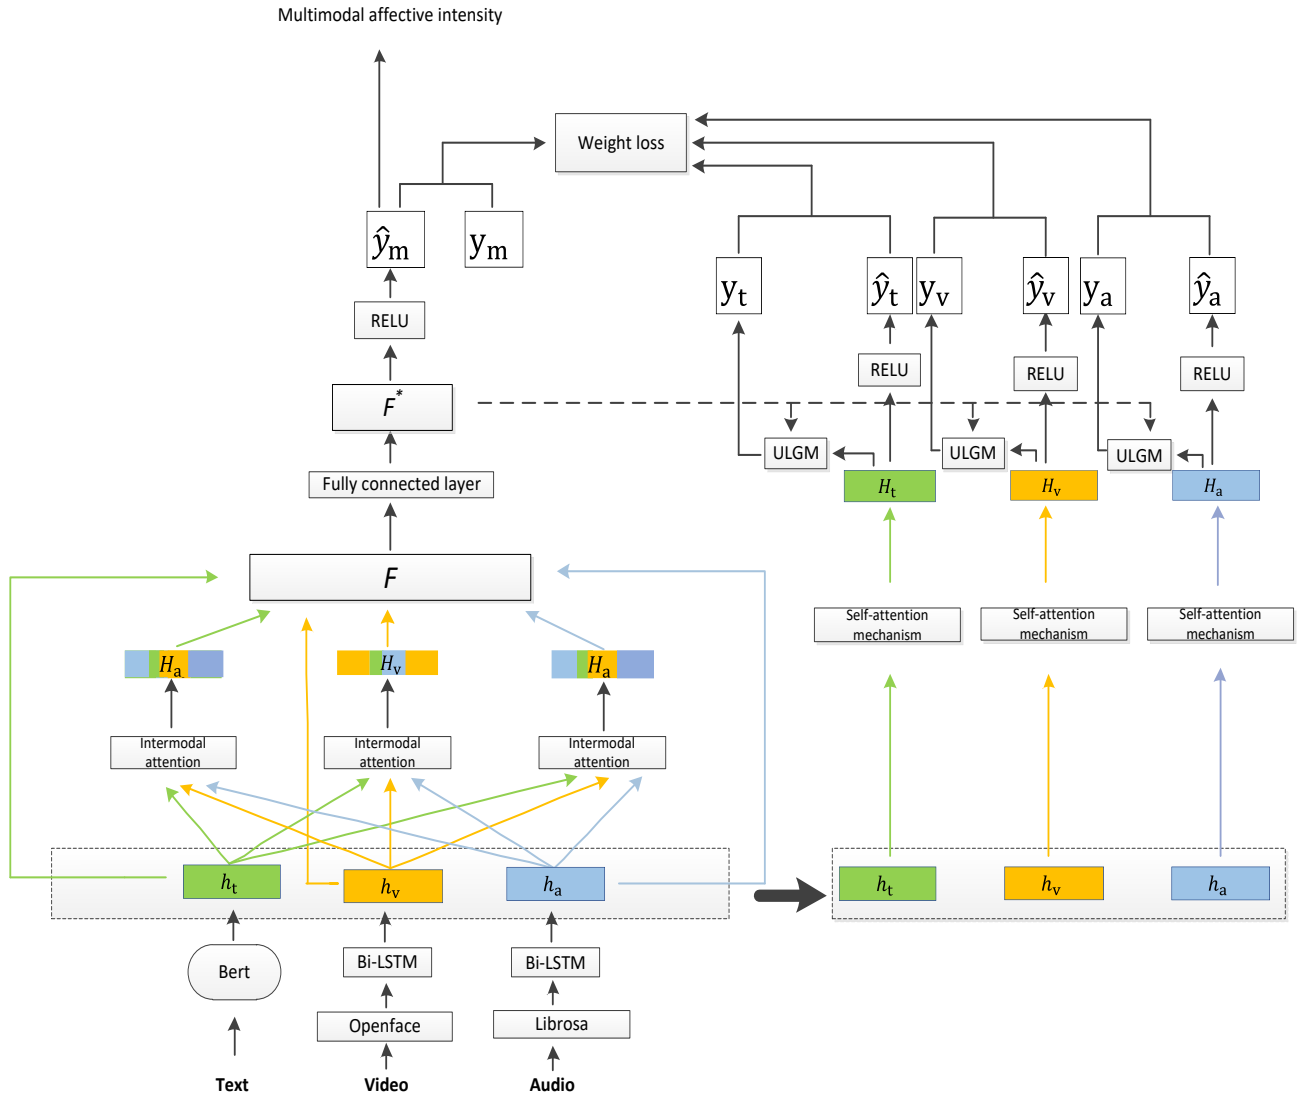 Multimodal affective intensity
Weight loss
ŷm
ym
yt
ŷt
yv
ŷv
ya
ŷa
RELU
RELU
RELU
RELU
F*
ULGM
ULGM
ULGM
Fully connected layer
Ht
Hv
Ha
F
Self-attention
mechanism
Self-attention
mechanism
Self-attention
mechanism
Ha
Hv
Ha
Intermodal
attention
Intermodal
attention
Intermodal
attention
ht
hv
ha
ht
hv
ha
Bert
Bi-LSTM
Bi-LSTM
Openface
Librosa
Text
Video
Audio